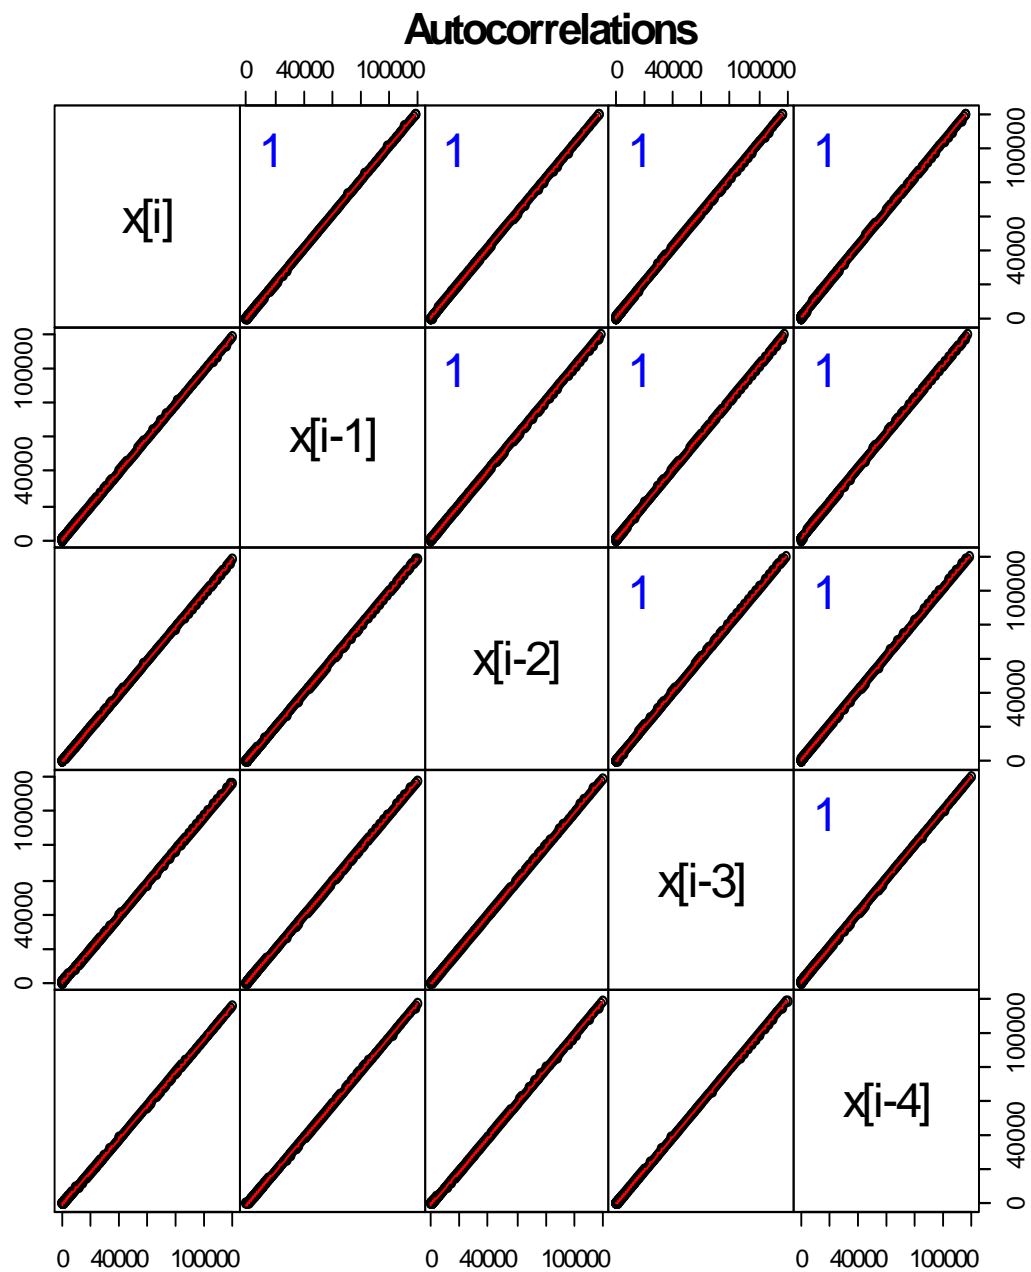 Autocorrelations
0 40000 100000 0 40000 100000
x[i] 1 1 1 1 0 40000 100000
0 40000 100000 x[i-1] 1 1 1
x[i-2] 1 1 0 40000 100000
0 40000 100000 x[i-3] 1
x[i-4] 0 40000 100000
0 40000 100000 0 40000 100000 0 40000 100000